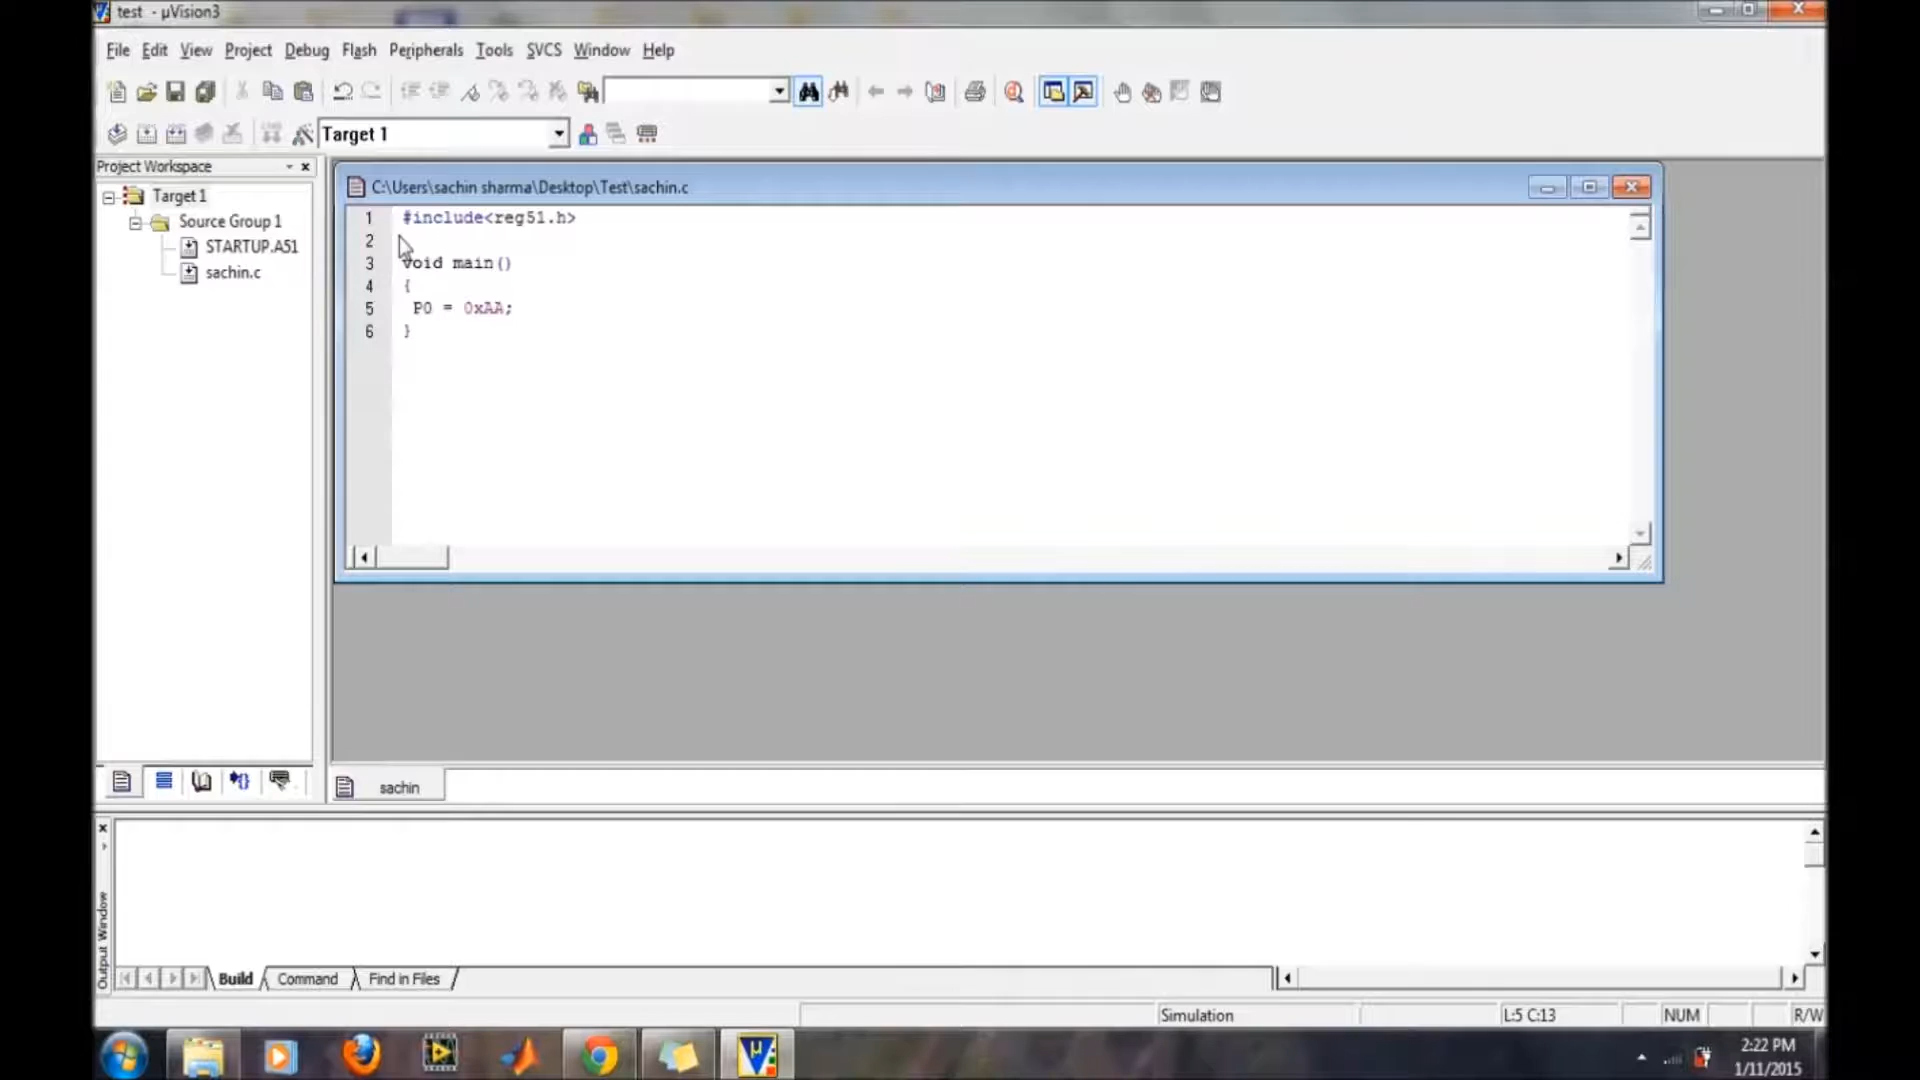 test - µVision3
File Edit View Project Debug Flash Peripherals Tools SVCS Window Help
Target 1
Project Workspace
Target 1
Source Group 1
STARTUP.A51
sachin.c
C:\Users\sachin sharma\Desktop\Test\sachin.c
1 #include<reg51.h>
2
3 void main()
4 {
5 P0 = 0xAA;
6 }
sachin
Output Window
Build Command Find in Files
Simulation L:5 C:13 NUM R/W
2:22 PM
1/11/2015